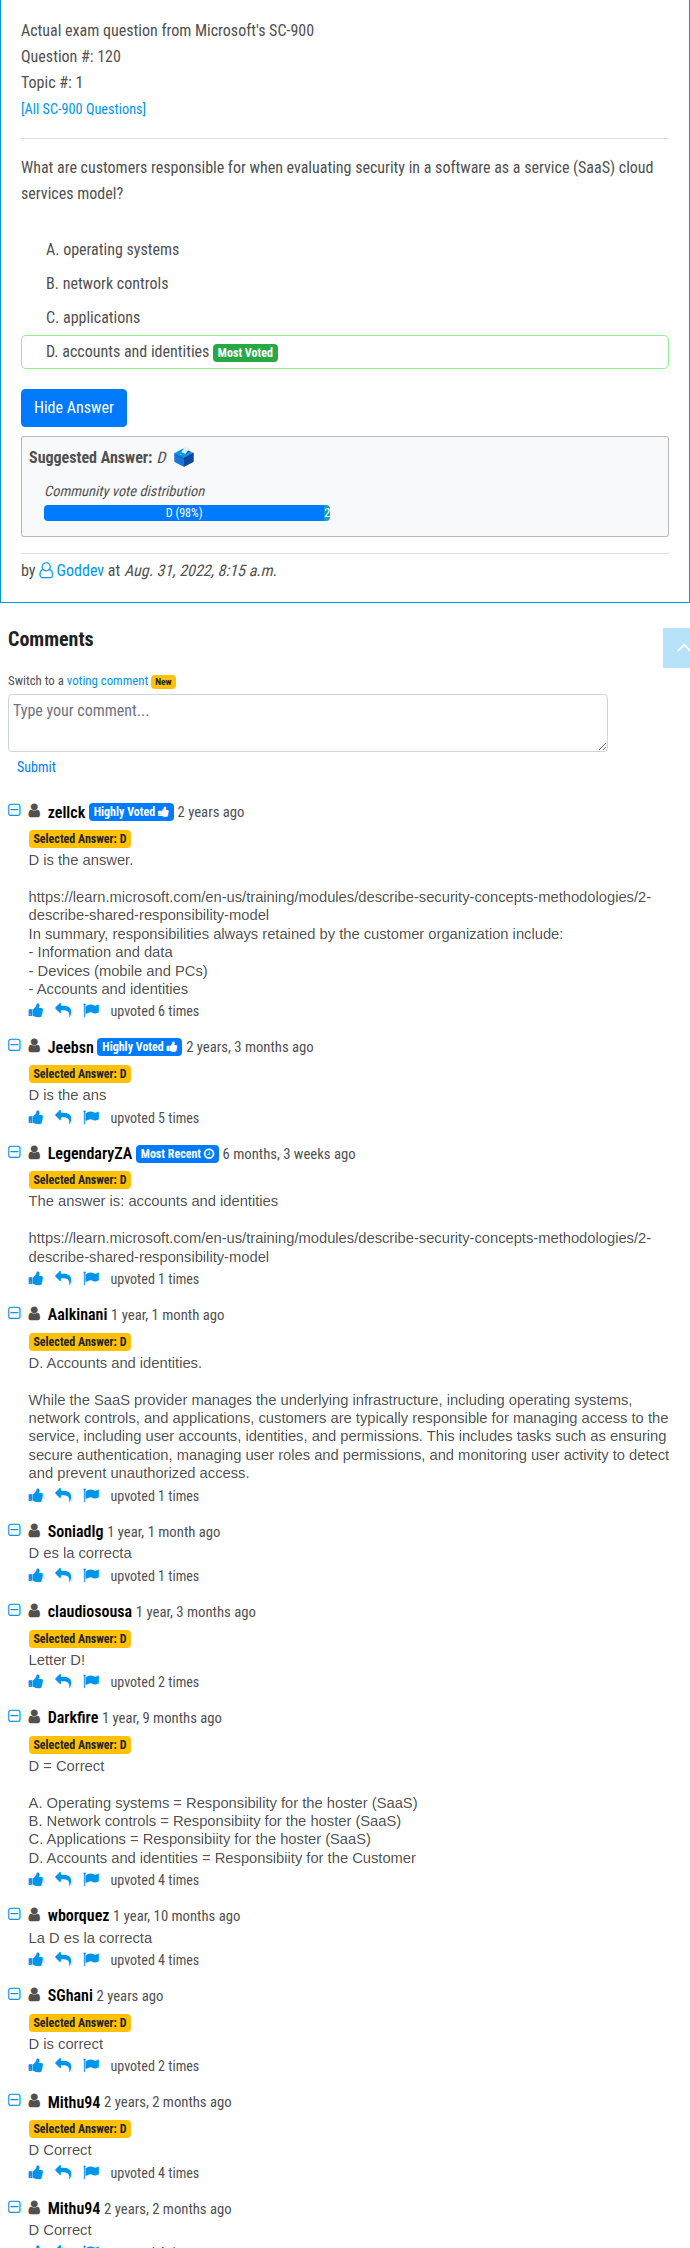 Actual exam question from Microsoft's SC-900
Question #: 120
Topic #: 1
[All SC-900 Questions]
What are customers responsible for when evaluating security in a software as a service (SaaS) cloud
services model?
A. operating systems
B. network controls
C. applications
D. accounts and identities Most Voted
Hide Answer
Suggested Answer: D
Community vote distribution
D (98%) 2
by Goddev at Aug. 31, 2022, 8:15 a.m.
Comments
Switch to a voting comment New
Type your comment...
Submit
zellck Highly Voted 2 years ago
Selected Answer: D
D is the answer.
https://learn.microsoft.com/en-us/training/modules/describe-security-concepts-methodologies/2-
describe-shared-responsibility-model
In summary, responsibilities always retained by the customer organization include:
- Information and data
- Devices (mobile and PCs)
- Accounts and identities
upvoted 6 times
Jeebsn Highly Voted 2 years, 3 months ago
Selected Answer: D
D is the ans
upvoted 5 times
LegendaryZA Most Recent 6 months, 3 weeks ago
Selected Answer: D
The answer is: accounts and identities
https://learn.microsoft.com/en-us/training/modules/describe-security-concepts-methodologies/2-
describe-shared-responsibility-model
upvoted 1 times
Aalkinani 1 year, 1 month ago
Selected Answer: D
D. Accounts and identities.
While the SaaS provider manages the underlying infrastructure, including operating systems,
network controls, and applications, customers are typically responsible for managing access to the
service, including user accounts, identities, and permissions. This includes tasks such as ensuring
secure authentication, managing user roles and permissions, and monitoring user activity to detect
and prevent unauthorized access.
upvoted 1 times
Soniadlg 1 year, 1 month ago
D es la correcta
upvoted 1 times
claudiosousa 1 year, 3 months ago
Selected Answer: D
Letter D!
upvoted 2 times
Darkfire 1 year, 9 months ago
Selected Answer: D
D = Correct
A. Operating systems = Responsibility for the hoster (SaaS)
B. Network controls = Responsibiity for the hoster (SaaS)
C. Applications = Responsibiity for the hoster (SaaS)
D. Accounts and identities = Responsibiity for the Customer
upvoted 4 times
wborquez 1 year, 10 months ago
La D es la correcta
upvoted 4 times
SGhani 2 years ago
Selected Answer: D
D is correct
upvoted 2 times
Mithu94 2 years, 2 months ago
Selected Answer: D
D Correct
upvoted 4 times
Mithu94 2 years, 2 months ago
D Correct